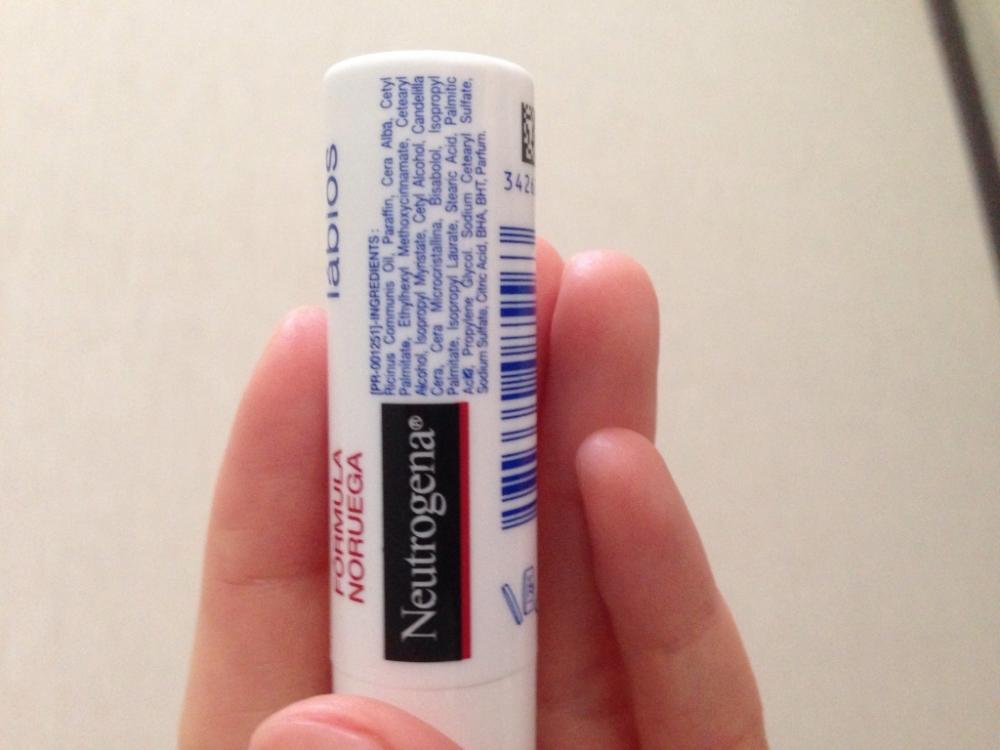 labios
FORMULA
NORUEGA
[PR-001251]-INGREDIENTS:
Ricinus Communis Oil, Paraffin, Cera Alba, Cetyl
Palmitate, Ethylhexyl Methoxycinnamate, Cetearyl
Alcohol, Isopropyl Myristate, Cetyl Alcohol, Candelilla
Cera, Cera Microcristallina, Bisabolol, Isopropyl
Palmitate, Isopropyl Laurate, Stearic Acid, Palmitic
Acid, Propylene Glycol, Sodium Cetearyl Sulfate,
Sodium Sulfate, Citric Acid, BHA, BHT, Parfum.
Neutrogena®
342